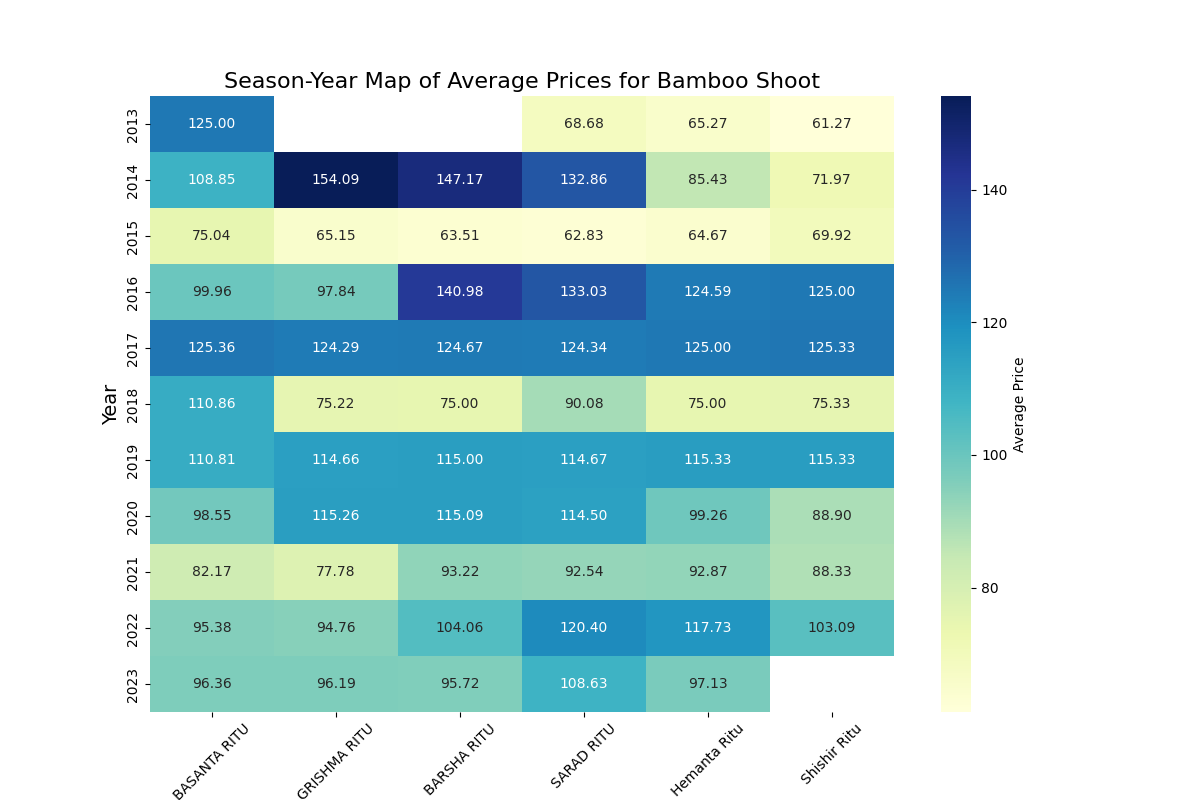 Season-Year Map of Average Prices for Bamboo Shoot
2013 125.00 68.68 65.27 61.27
2014 108.85 154.09 147.17 132.86 85.43 71.97
2015 75.04 65.15 63.51 62.83 64.67 69.92
2016 99.96 97.84 140.98 133.03 124.59 125.00
2017 125.36 124.29 124.67 124.34 125.00 125.33
2018 110.86 75.22 75.00 90.08 75.00 75.33
2019 110.81 114.66 115.00 114.67 115.33 115.33
2020 98.55 115.26 115.09 114.50 99.26 88.90
2021 82.17 77.78 93.22 92.54 92.87 88.33
2022 95.38 94.76 104.06 120.40 117.73 103.09
2023 96.36 96.19 95.72 108.63 97.13
BASANTA RITU GRISHMA RITU BARSHA RITU SARAD RITU Hemanta Ritu Shishir Ritu
Year
140
120
100
80
Average Price